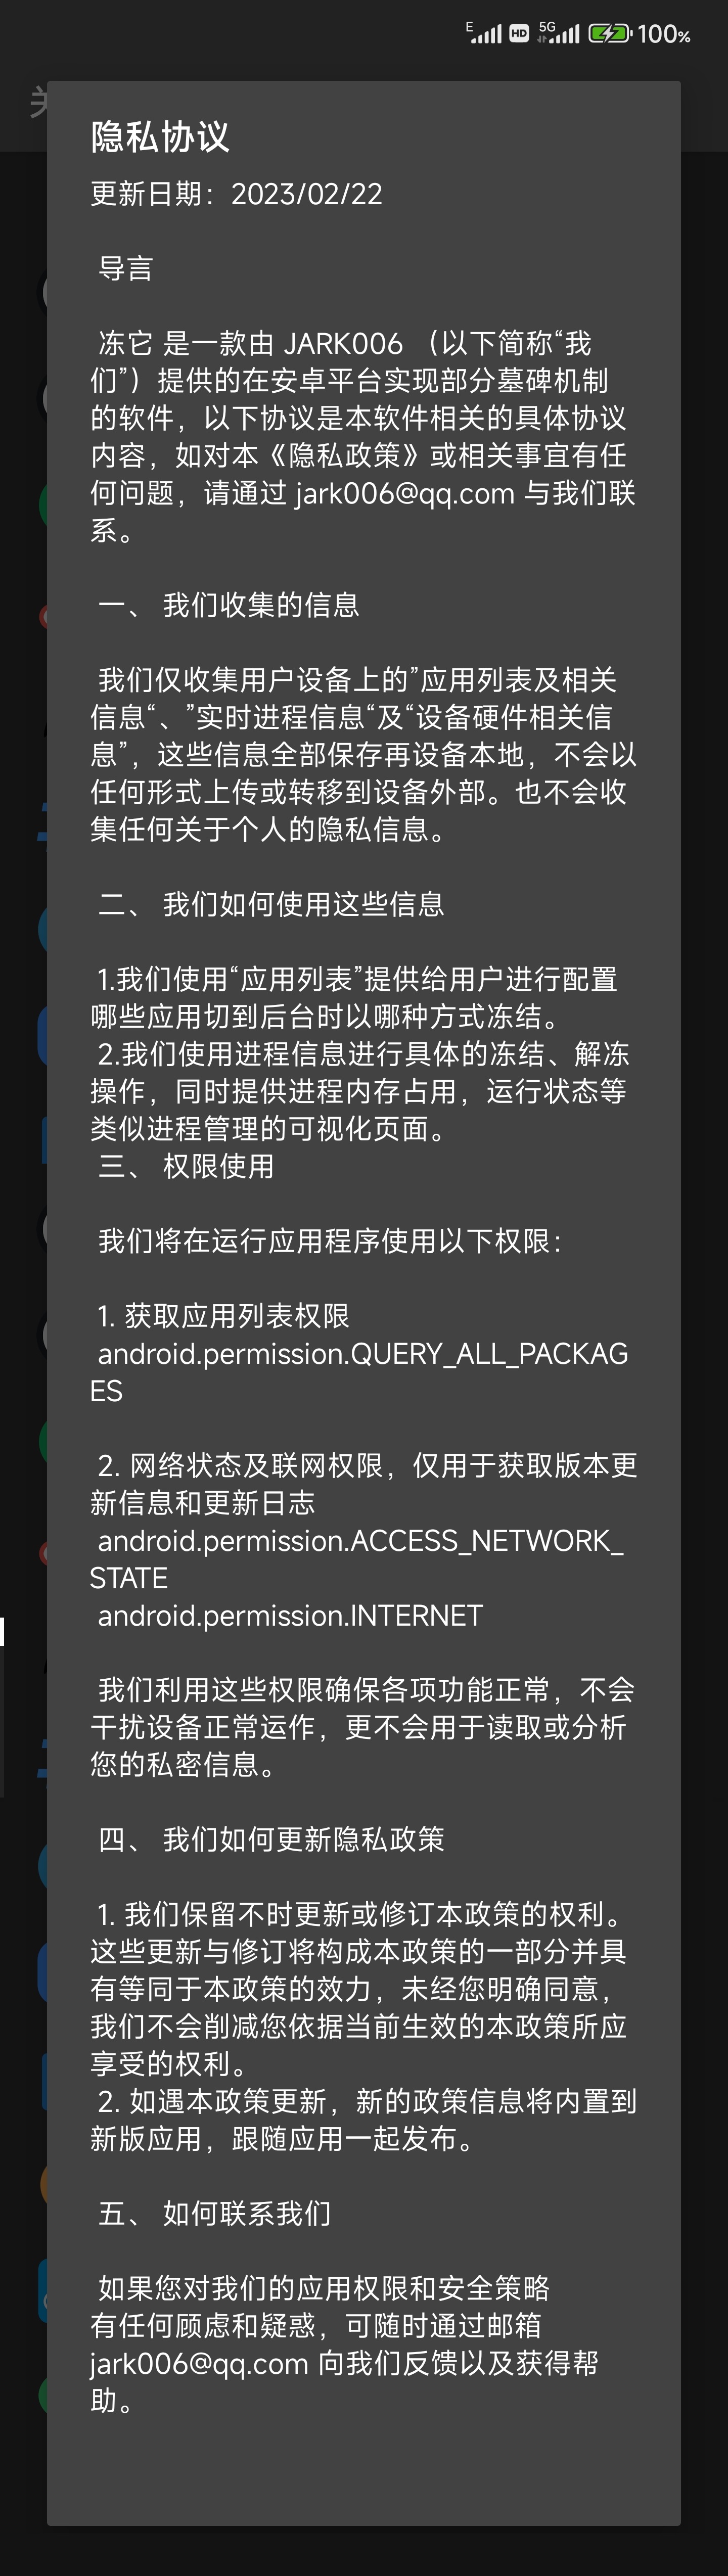 E HD 5G 100%
关
隐私协议
更新日期：2023/02/22
导言
冻它 是一款由 JARK006 （以下简称“我
们”）提供的在安卓平台实现部分墓碑机制
的软件，以下协议是本软件相关的具体协议
内容，如对本《隐私政策》或相关事宜有任
何问题，请通过 jark006@qq.com 与我们联
系。
一、 我们收集的信息
我们仅收集用户设备上的”应用列表及相关
信息“、”实时进程信息“及“设备硬件相关信
息”，这些信息全部保存再设备本地，不会以
任何形式上传或转移到设备外部。也不会收
集任何关于个人的隐私信息。
二、 我们如何使用这些信息
1.我们使用“应用列表”提供给用户进行配置
哪些应用切到后台时以哪种方式冻结。
2.我们使用进程信息进行具体的冻结、解冻
操作，同时提供进程内存占用，运行状态等
类似进程管理的可视化页面。
三、 权限使用
我们将在运行应用程序使用以下权限：
1. 获取应用列表权限
android.permission.QUERY_ALL_PACKAG
ES
2. 网络状态及联网权限，仅用于获取版本更
新信息和更新日志
android.permission.ACCESS_NETWORK_
STATE
android.permission.INTERNET
我们利用这些权限确保各项功能正常，不会
干扰设备正常运作，更不会用于读取或分析
您的私密信息。
四、 我们如何更新隐私政策
1. 我们保留不时更新或修订本政策的权利。
这些更新与修订将构成本政策的一部分并具
有等同于本政策的效力，未经您明确同意，
我们不会削减您依据当前生效的本政策所应
享受的权利。
2. 如遇本政策更新，新的政策信息将内置到
新版应用，跟随应用一起发布。
五、 如何联系我们
如果您对我们的应用权限和安全策略
有任何顾虑和疑惑，可随时通过邮箱
jark006@qq.com 向我们反馈以及获得帮
助。